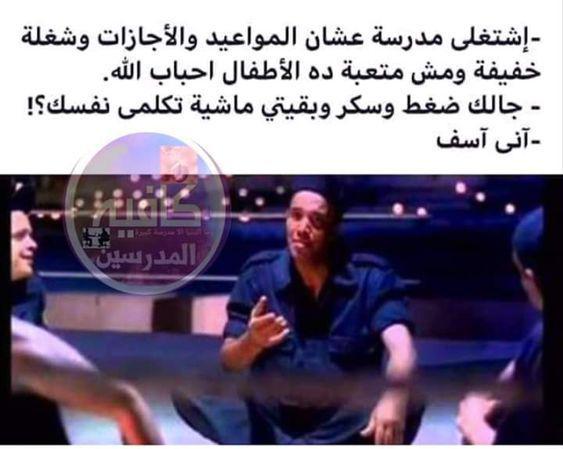 -إشتغلى مدرسة عشان المواعيد والأجازات وشغلة
خفيفة ومش متعبة ده الأطفال احباب الله.
- جالك ضغط وسكر وبقيتي ماشية تكلمى نفسك؟!
-آنى آسف
كافيه
المدرسين